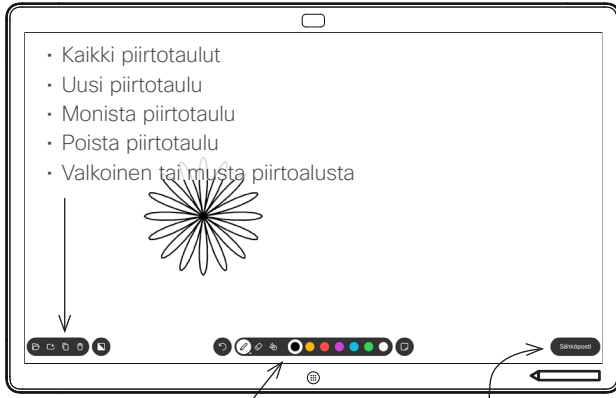 • Kaikki piirtotaulut
• Uusi piirtotaulu
• Monista piirtotaulu
• Poista piirtotaulu
• Valkoinen tai musta piirtoalusta
Sähköposti